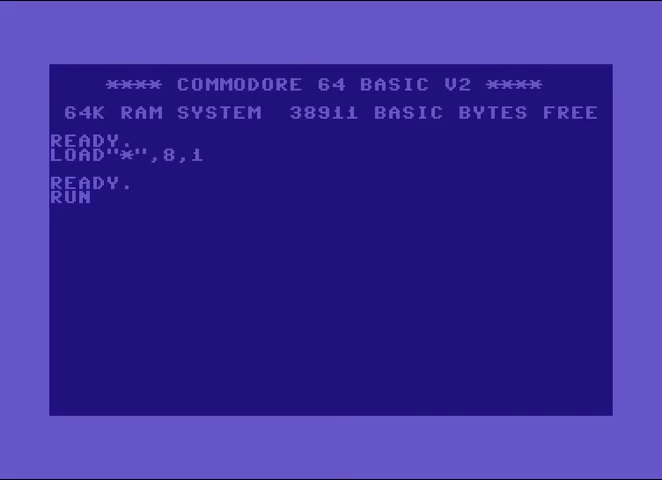 **** COMMODORE 64 BASIC V2 ****
64K RAM SYSTEM  38911 BASIC BYTES FREE
READY.
LOAD"*",8,1
READY.
RUN